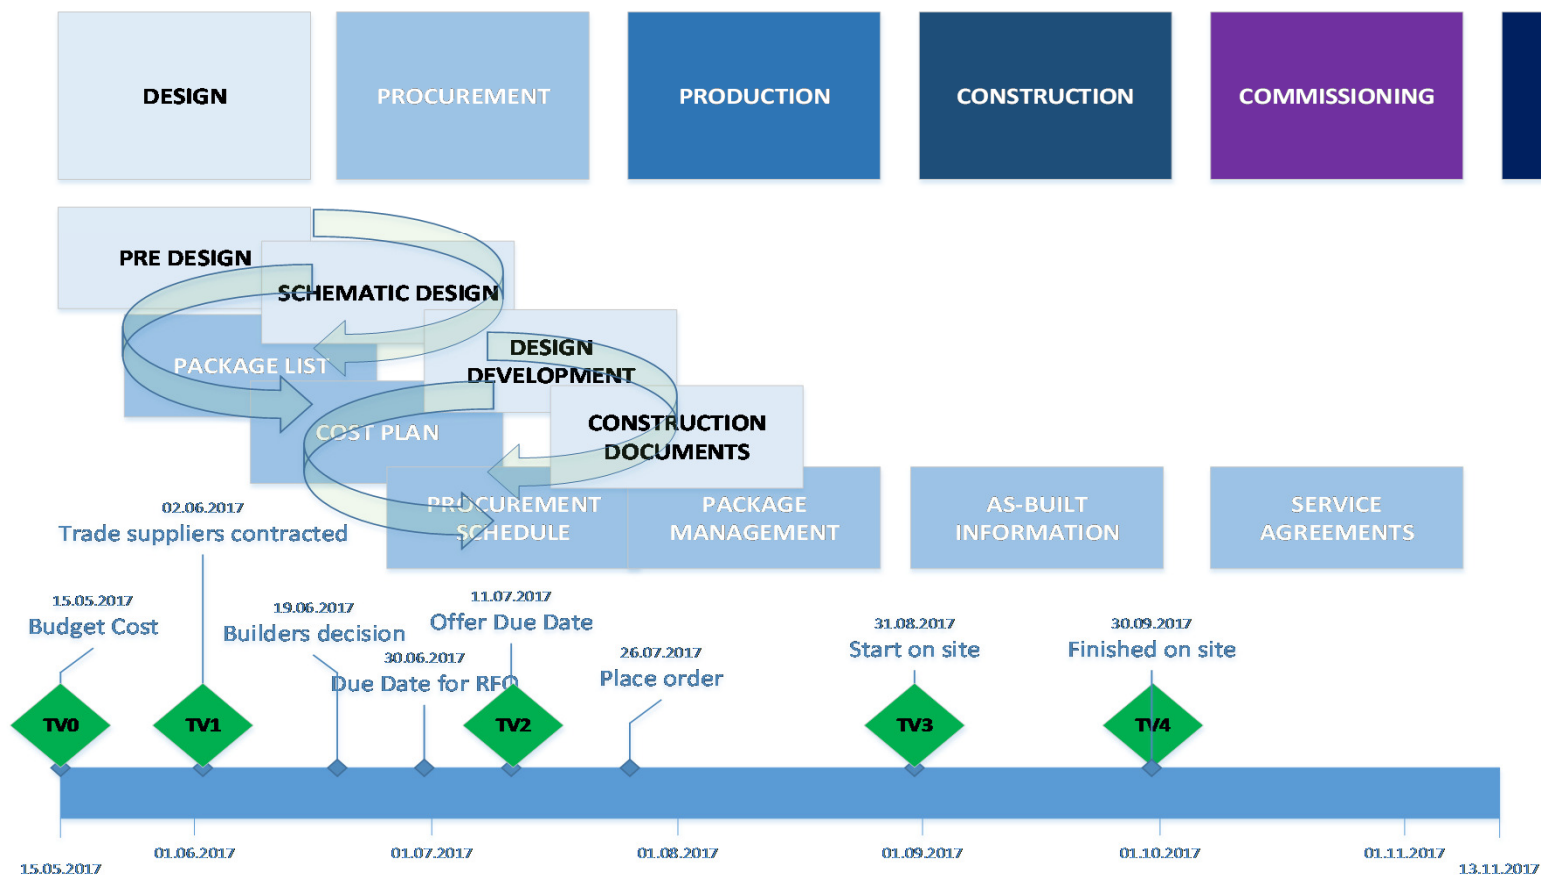 DESIGN
PROCUREMENT
PRODUCTION
CONSTRUCTION
COMMISSIONING
PRE DESIGN
SCHEMATIC DESIGN
PACKAGE LIST
DESIGN
DEVELOPMENT
COST PLAN
CONSTRUCTION
DOCUMENTS
PROCUREMENT
SCHEDULE
PACKAGE
MANAGEMENT
AS-BUILT
INFORMATION
SERVICE
AGREEMENTS
02.06.2017
Trade suppliers contracted
15.05.2017
Budget Cost
19.06.2017
Builders decision
30.06.2017
Due Date for RFQ
11.07.2017
Offer Due Date
26.07.2017
Place order
31.08.2017
Start on site
30.09.2017
Finished on site
TV0
TV1
TV2
TV3
TV4
15.05.2017
01.06.2017
01.07.2017
01.08.2017
01.09.2017
01.10.2017
01.11.2017
13.11.2017